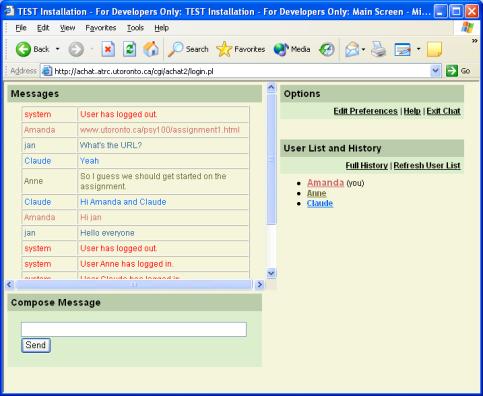 TEST Installation - For Developers Only: TEST Installation - For Developers Only: Main Screen - Mi...
File Edit View Favorites Tools Help
Back Search Favorites Media
Address http://achat.atrc.utoronto.ca/cgi/achat2/login.pl Go
Messages
system User has logged out.
Amanda www.utoronto.ca/psy100/assignment1.html
jan What's the URL?
Claude Yeah
Anne So I guess we should get started on the
assignment.
Claude Hi Amanda and Claude
Amanda Hi jan
jan Hello everyone
system User has logged out.
system User Anne has logged in.
system User Claude has logged in.
Compose Message
Send
Options
Edit Preferences | Help | Exit Chat
User List and History
Full History | Refresh User List
Amanda (you)
Anne
Claude